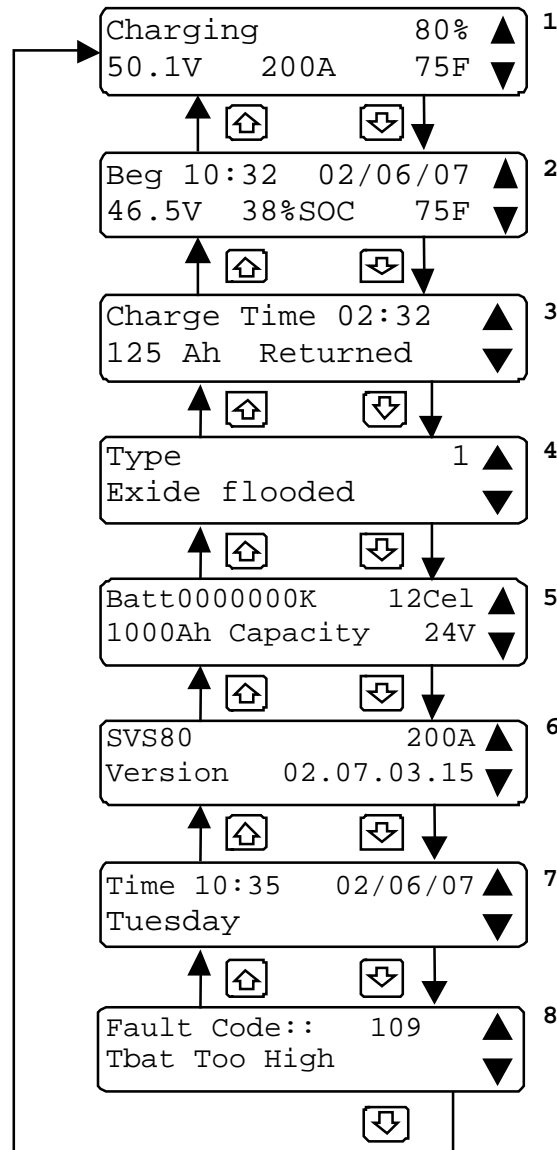 Charging 80% 1
50.1V 200A 75F
Beg 10:32 02/06/07 2
46.5V 38%SOC 75F
Charge Time 02:32 3
125 Ah Returned
Type 1 4
Exide flooded
Batt0000000K 12Cel 5
1000Ah Capacity 24V
SVS80 200A 6
Version 02.07.03.15
Time 10:35 02/06/07 7
Tuesday
Fault Code:: 109 8
Tbat Too High